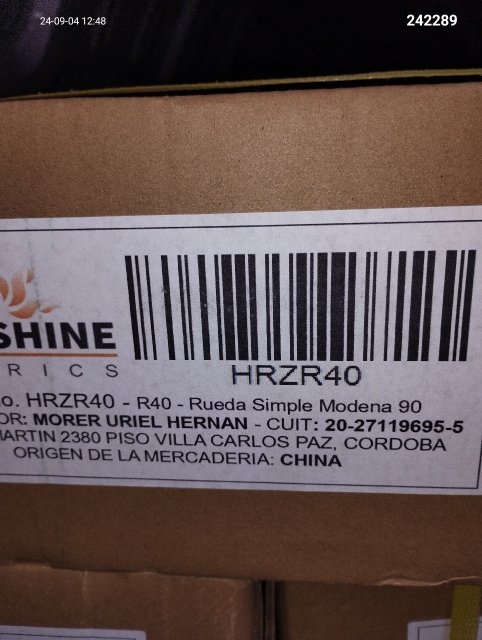 24-09-04 12:48
242289
SHINE
RICS
HRZR40
o. HRZR40 - R40 - Rueda Simple Modena 90
OR: MORER URIEL HERNAN - CUIT: 20-27119695-5
MARTIN 2380 PISO VILLA CARLOS PAZ, CORDOBA
ORIGEN DE LA MERCADERIA: CHINA